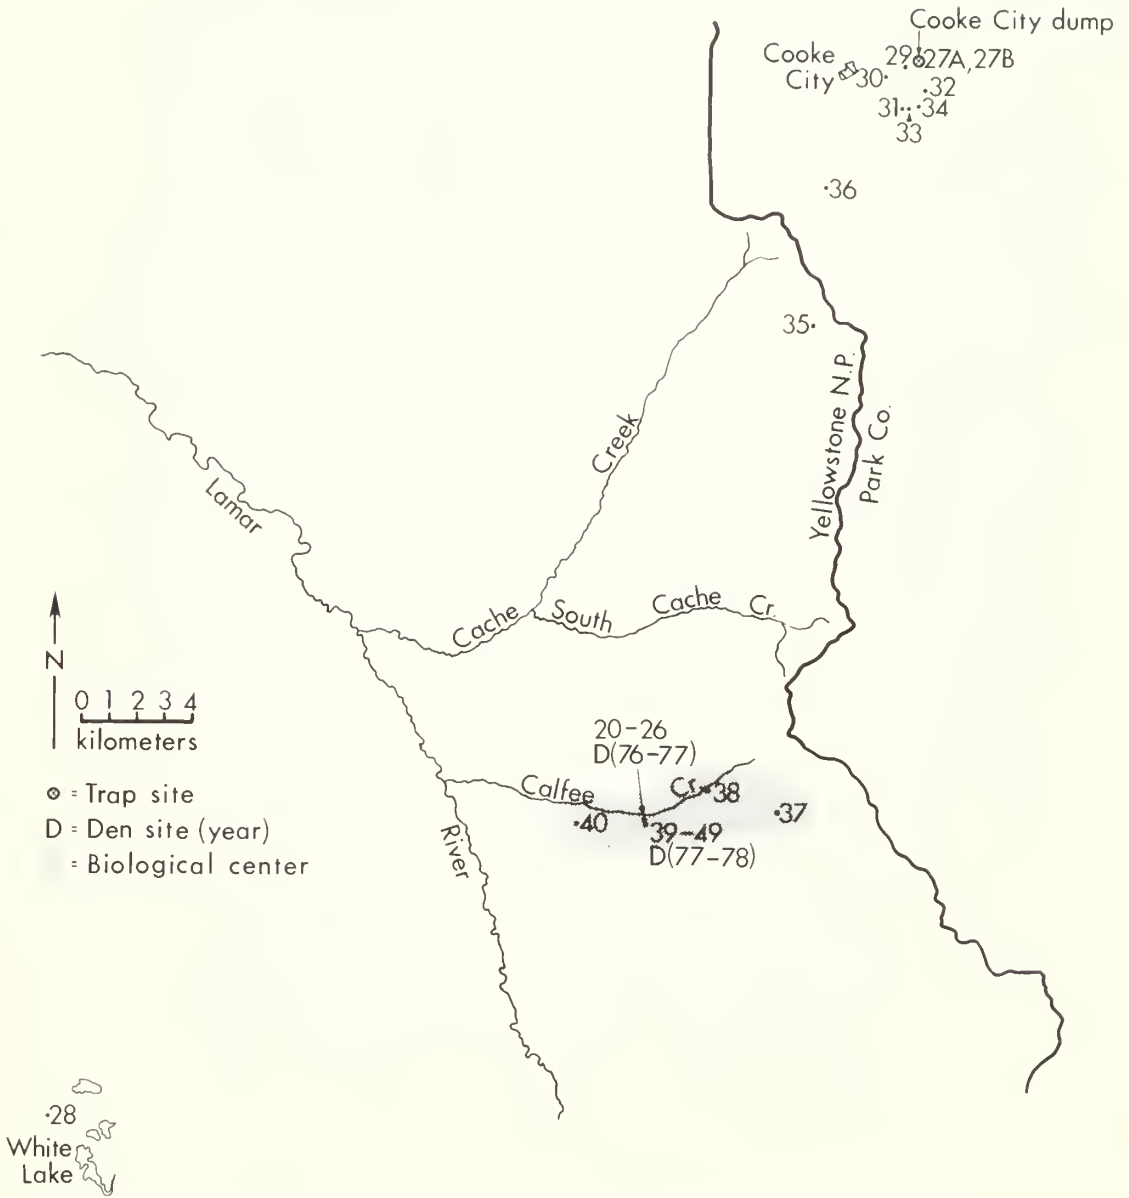 Cooke City dump
Cooke
City
29
27A,27B
30
32
31
34
33
36
35
Yellowstone N.P.
Park Co.
Creek
Lamar
Cache
South
Cache
Cr.
N
0 1 2 3 4
kilometers
20-26
D(76-77)
Calfee
Cr.
38
37
40
39-49
D(77-78)
River
= Trap site
D = Den site (year)
= Biological center
28
White
Lake